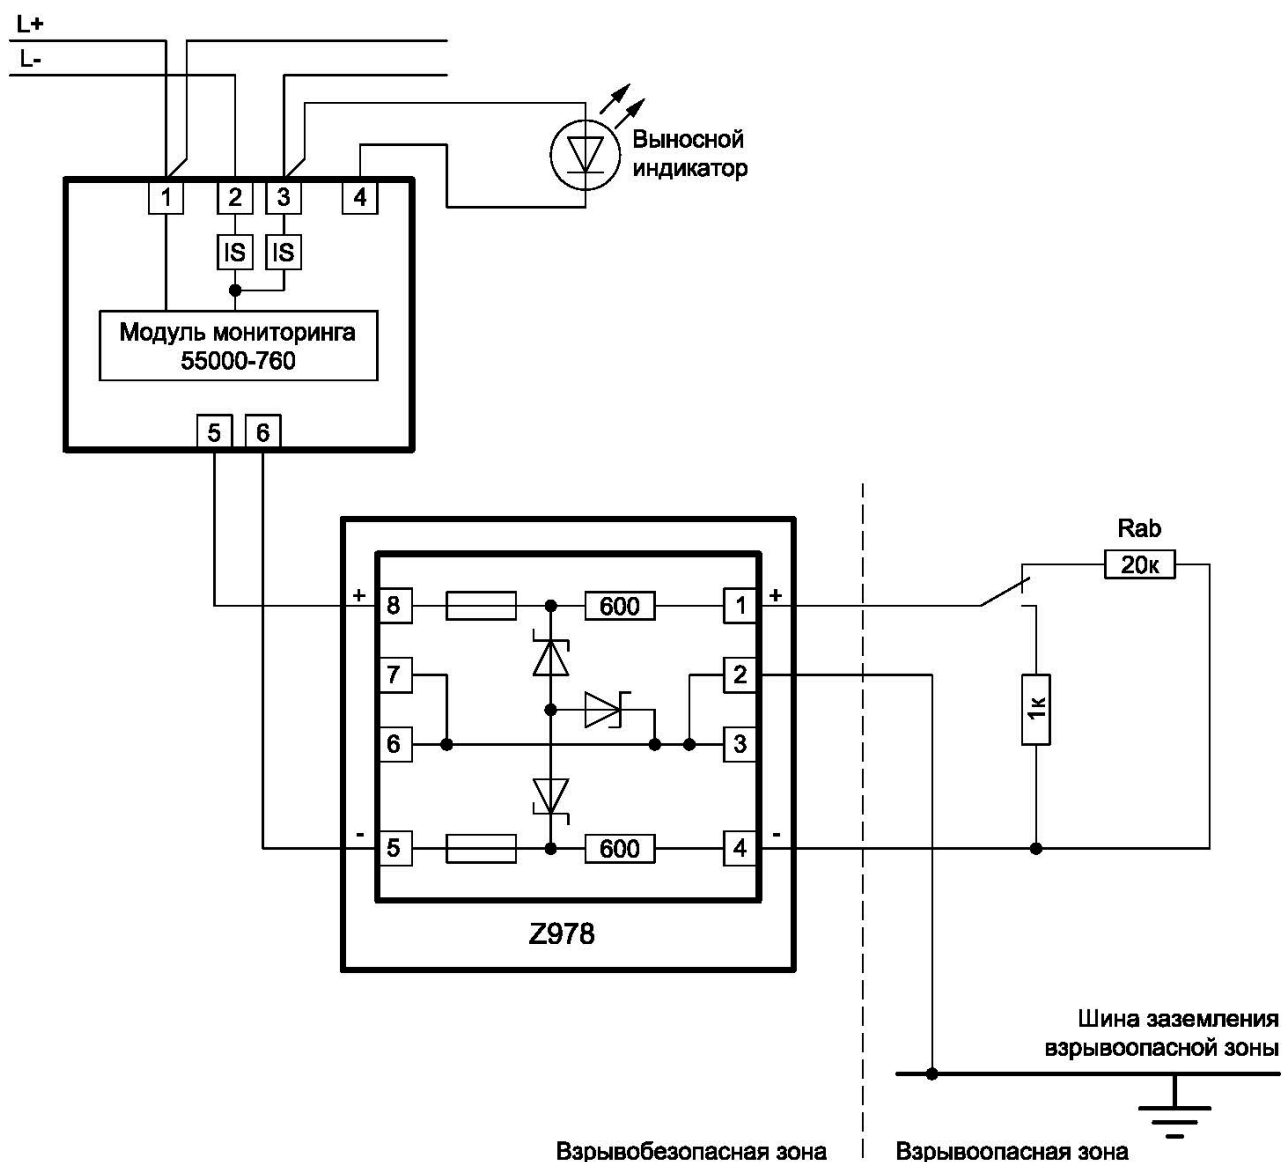 L+
L-
Выносной
индикатор
1 2 3 4
IS IS
Модуль мониторинга
55000-760
5 6
Rab
20к
+ 8 600 1 +
7 2
1к
6 3
- 5 600 4 -
Z978
Шина заземления
взрывоопасной зоны
Взрывобезопасная зона Взрывоопасная зона